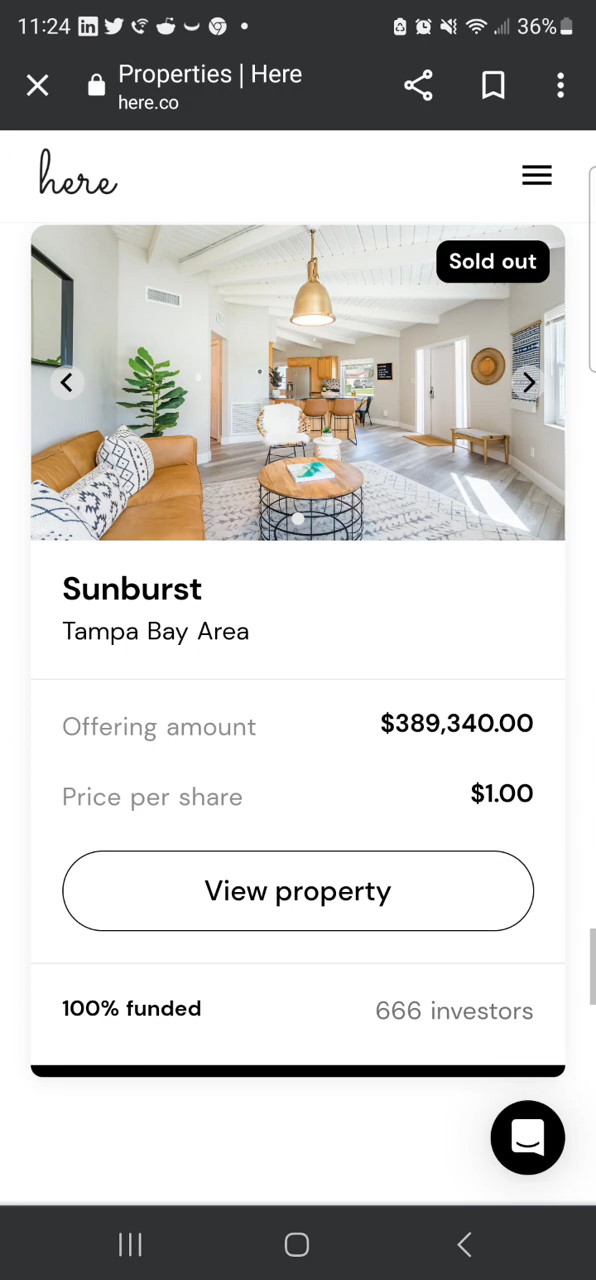 11:24
36%
Properties | Here
here.co
here
Sold out
Sunburst
Tampa Bay Area
Offering amount $389,340.00
Price per share $1.00
View property
100% funded 666 investors